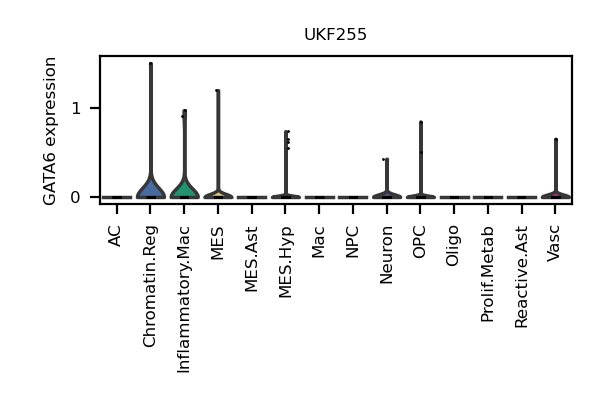 UKF255
GATA6 expression
1
0
AC
Chromatin.Reg
Inflammatory.Mac
MES
MES.Ast
MES.Hyp
Mac
NPC
Neuron
OPC
Oligo
Prolif.Metab
Reactive.Ast
Vasc